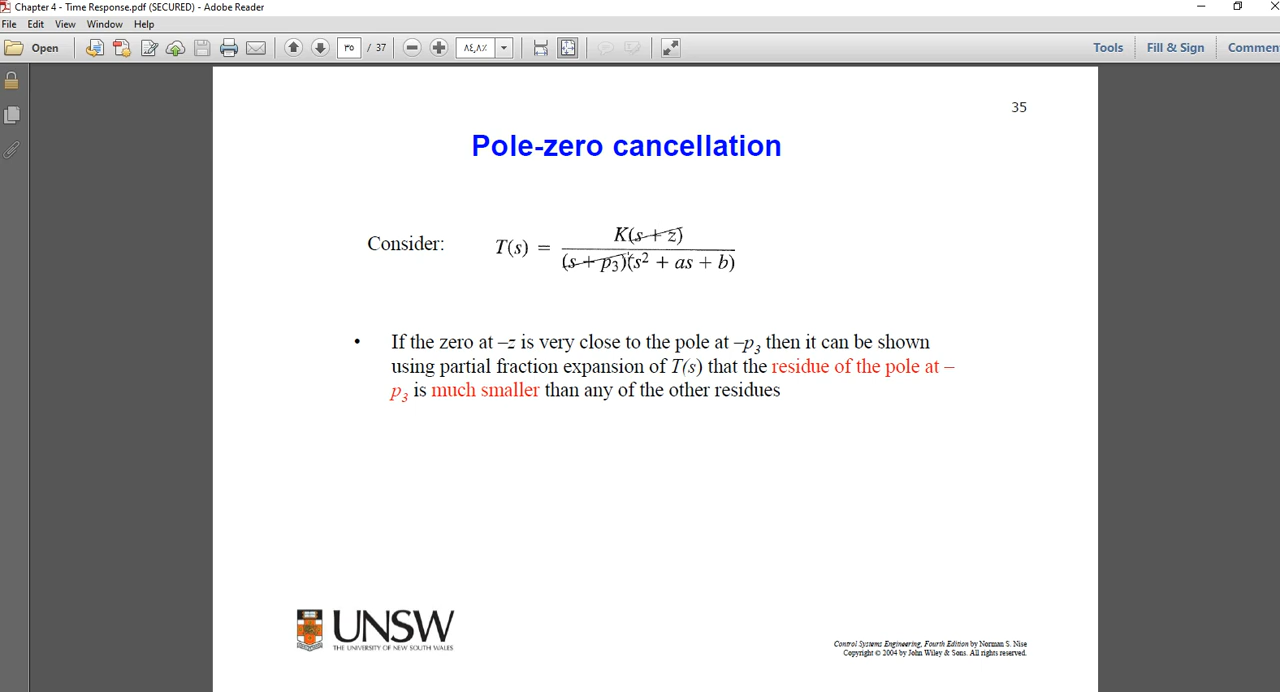 Chapter 4 - Time Response.pdf (SECURED) - Adobe Reader
File Edit View Window Help
Open ٣٥ / 37 ٨٤,٨٪ Tools Fill & Sign Commen
35
Pole-zero cancellation
Consider: T(s) = K(s + z) / (s + p₃)(s² + as + b)
• If the zero at –z is very close to the pole at –p₃ then it can be shown
using partial fraction expansion of T(s) that the residue of the pole at –
p₃ is much smaller than any of the other residues
UNSW
THE UNIVERSITY OF NEW SOUTH WALES
Control Systems Engineering, Fourth Edition by Norman S. Nise
Copyright © 2004 by John Wiley & Sons. All rights reserved.